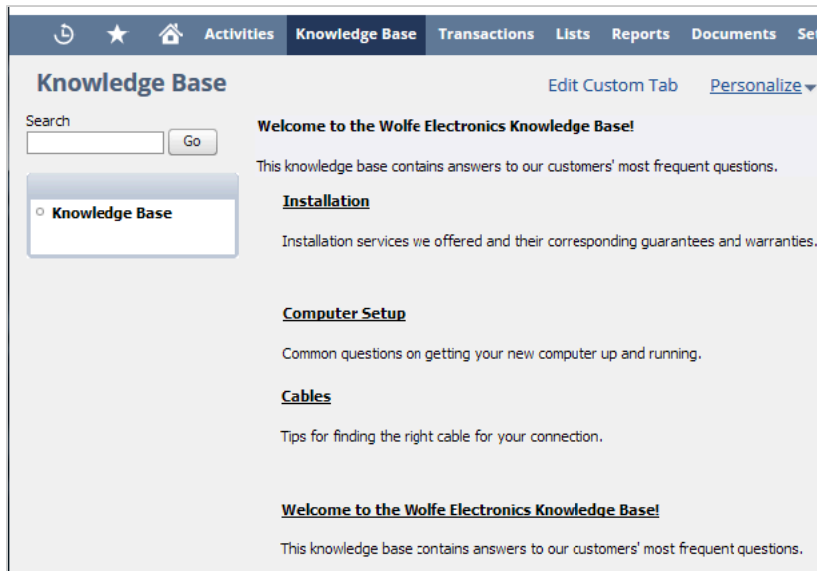 Activities Knowledge Base Transactions Lists Reports Documents Set
Knowledge Base
Edit Custom Tab Personalize
Search
Go
Knowledge Base
Welcome to the Wolfe Electronics Knowledge Base!
This knowledge base contains answers to our customers' most frequent questions.
Installation
Installation services we offered and their corresponding guarantees and warranties.
Computer Setup
Common questions on getting your new computer up and running.
Cables
Tips for finding the right cable for your connection.
Welcome to the Wolfe Electronics Knowledge Base!
This knowledge base contains answers to our customers' most frequent questions.